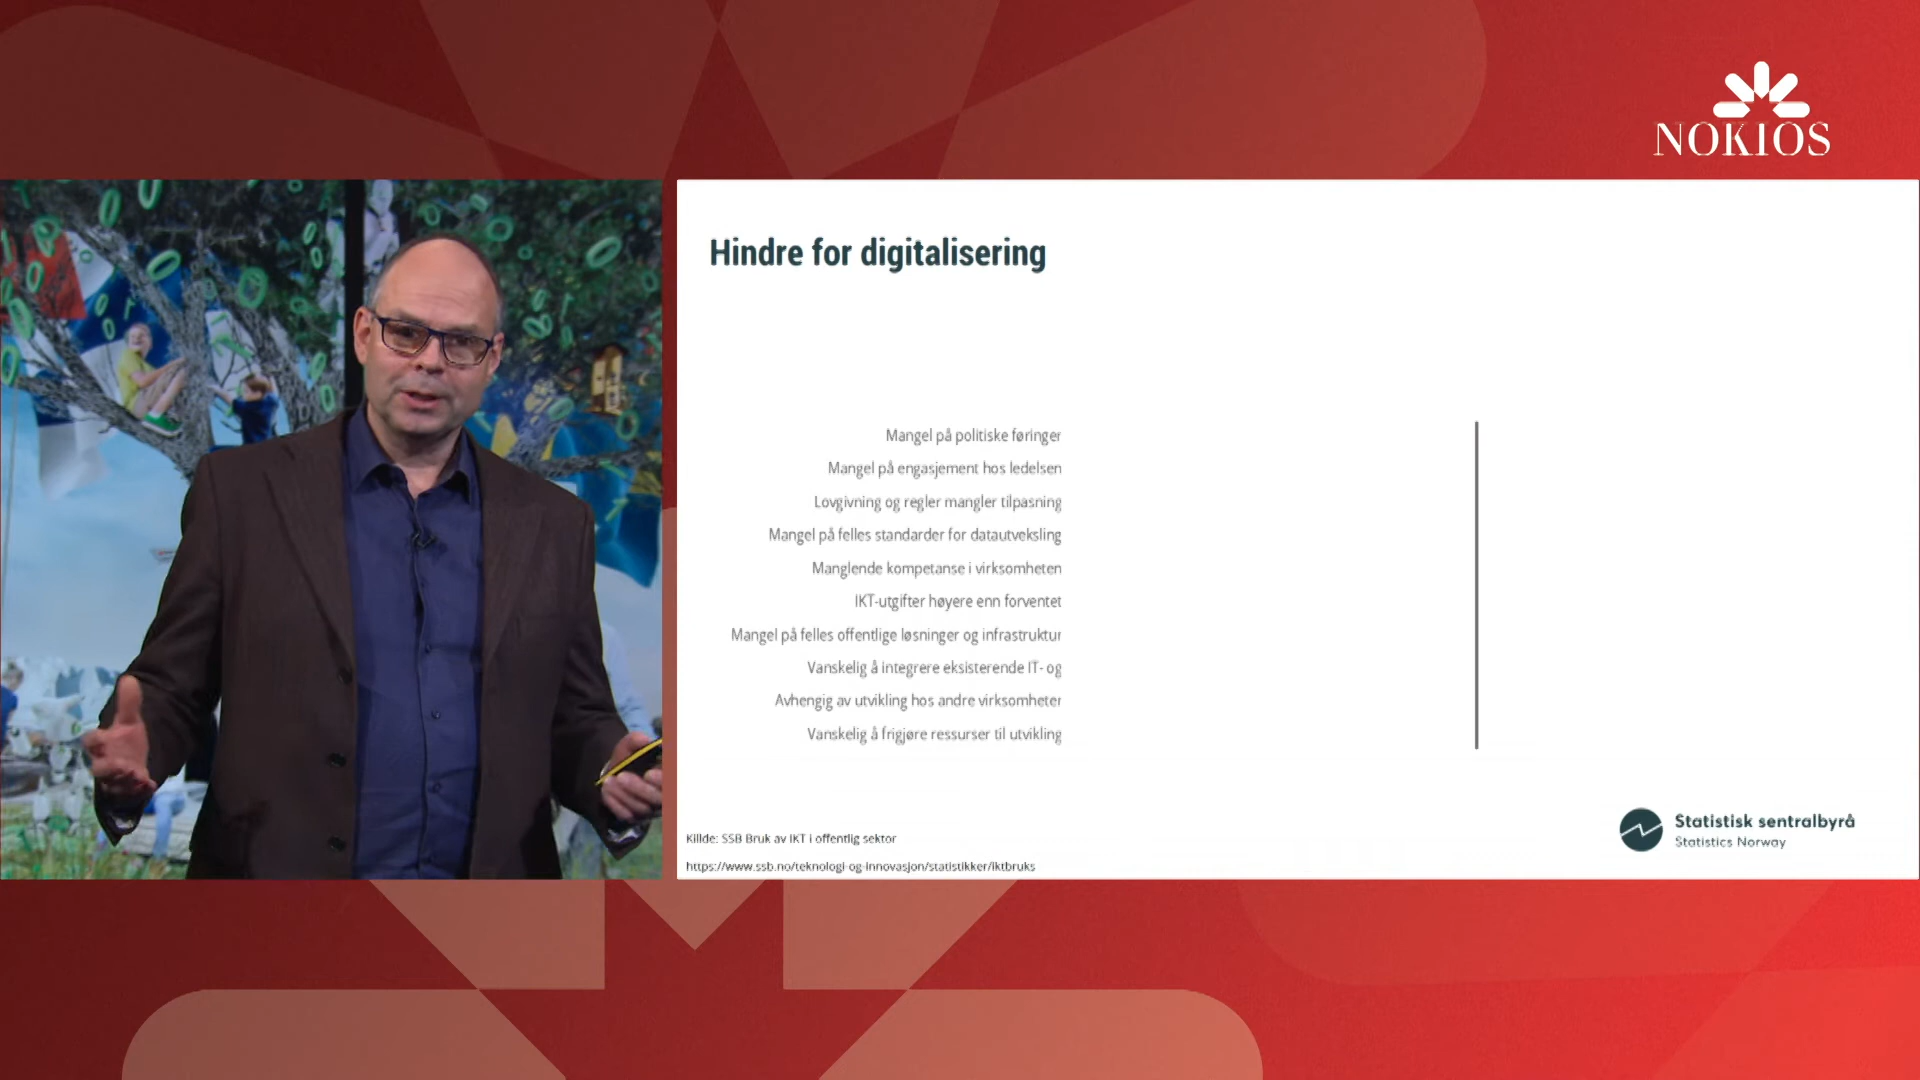 NOKIOS
Hindre for digitalisering
Mangel på politiske føringer
Mangel på engasjement hos ledelsen
Lovgivning og regler mangler tilpasning
Mangel på felles standarder for datautveksling
Manglende kompetanse i virksomheten
IKT-utgifter høyere enn forventet
Mangel på felles offentlige løsninger og infrastruktur
Vanskelig å integrere eksisterende IT- og
Avhengig av utvikling hos andre virksomheter
Vanskelig å frigjøre ressurser til utvikling
Statistisk sentralbyrå
Statistics Norway
Killde: SSB Bruk av IKT i offentlig sektor
https://www.ssb.no/teknologi-og-innovasjon/statistikker/iktbruks